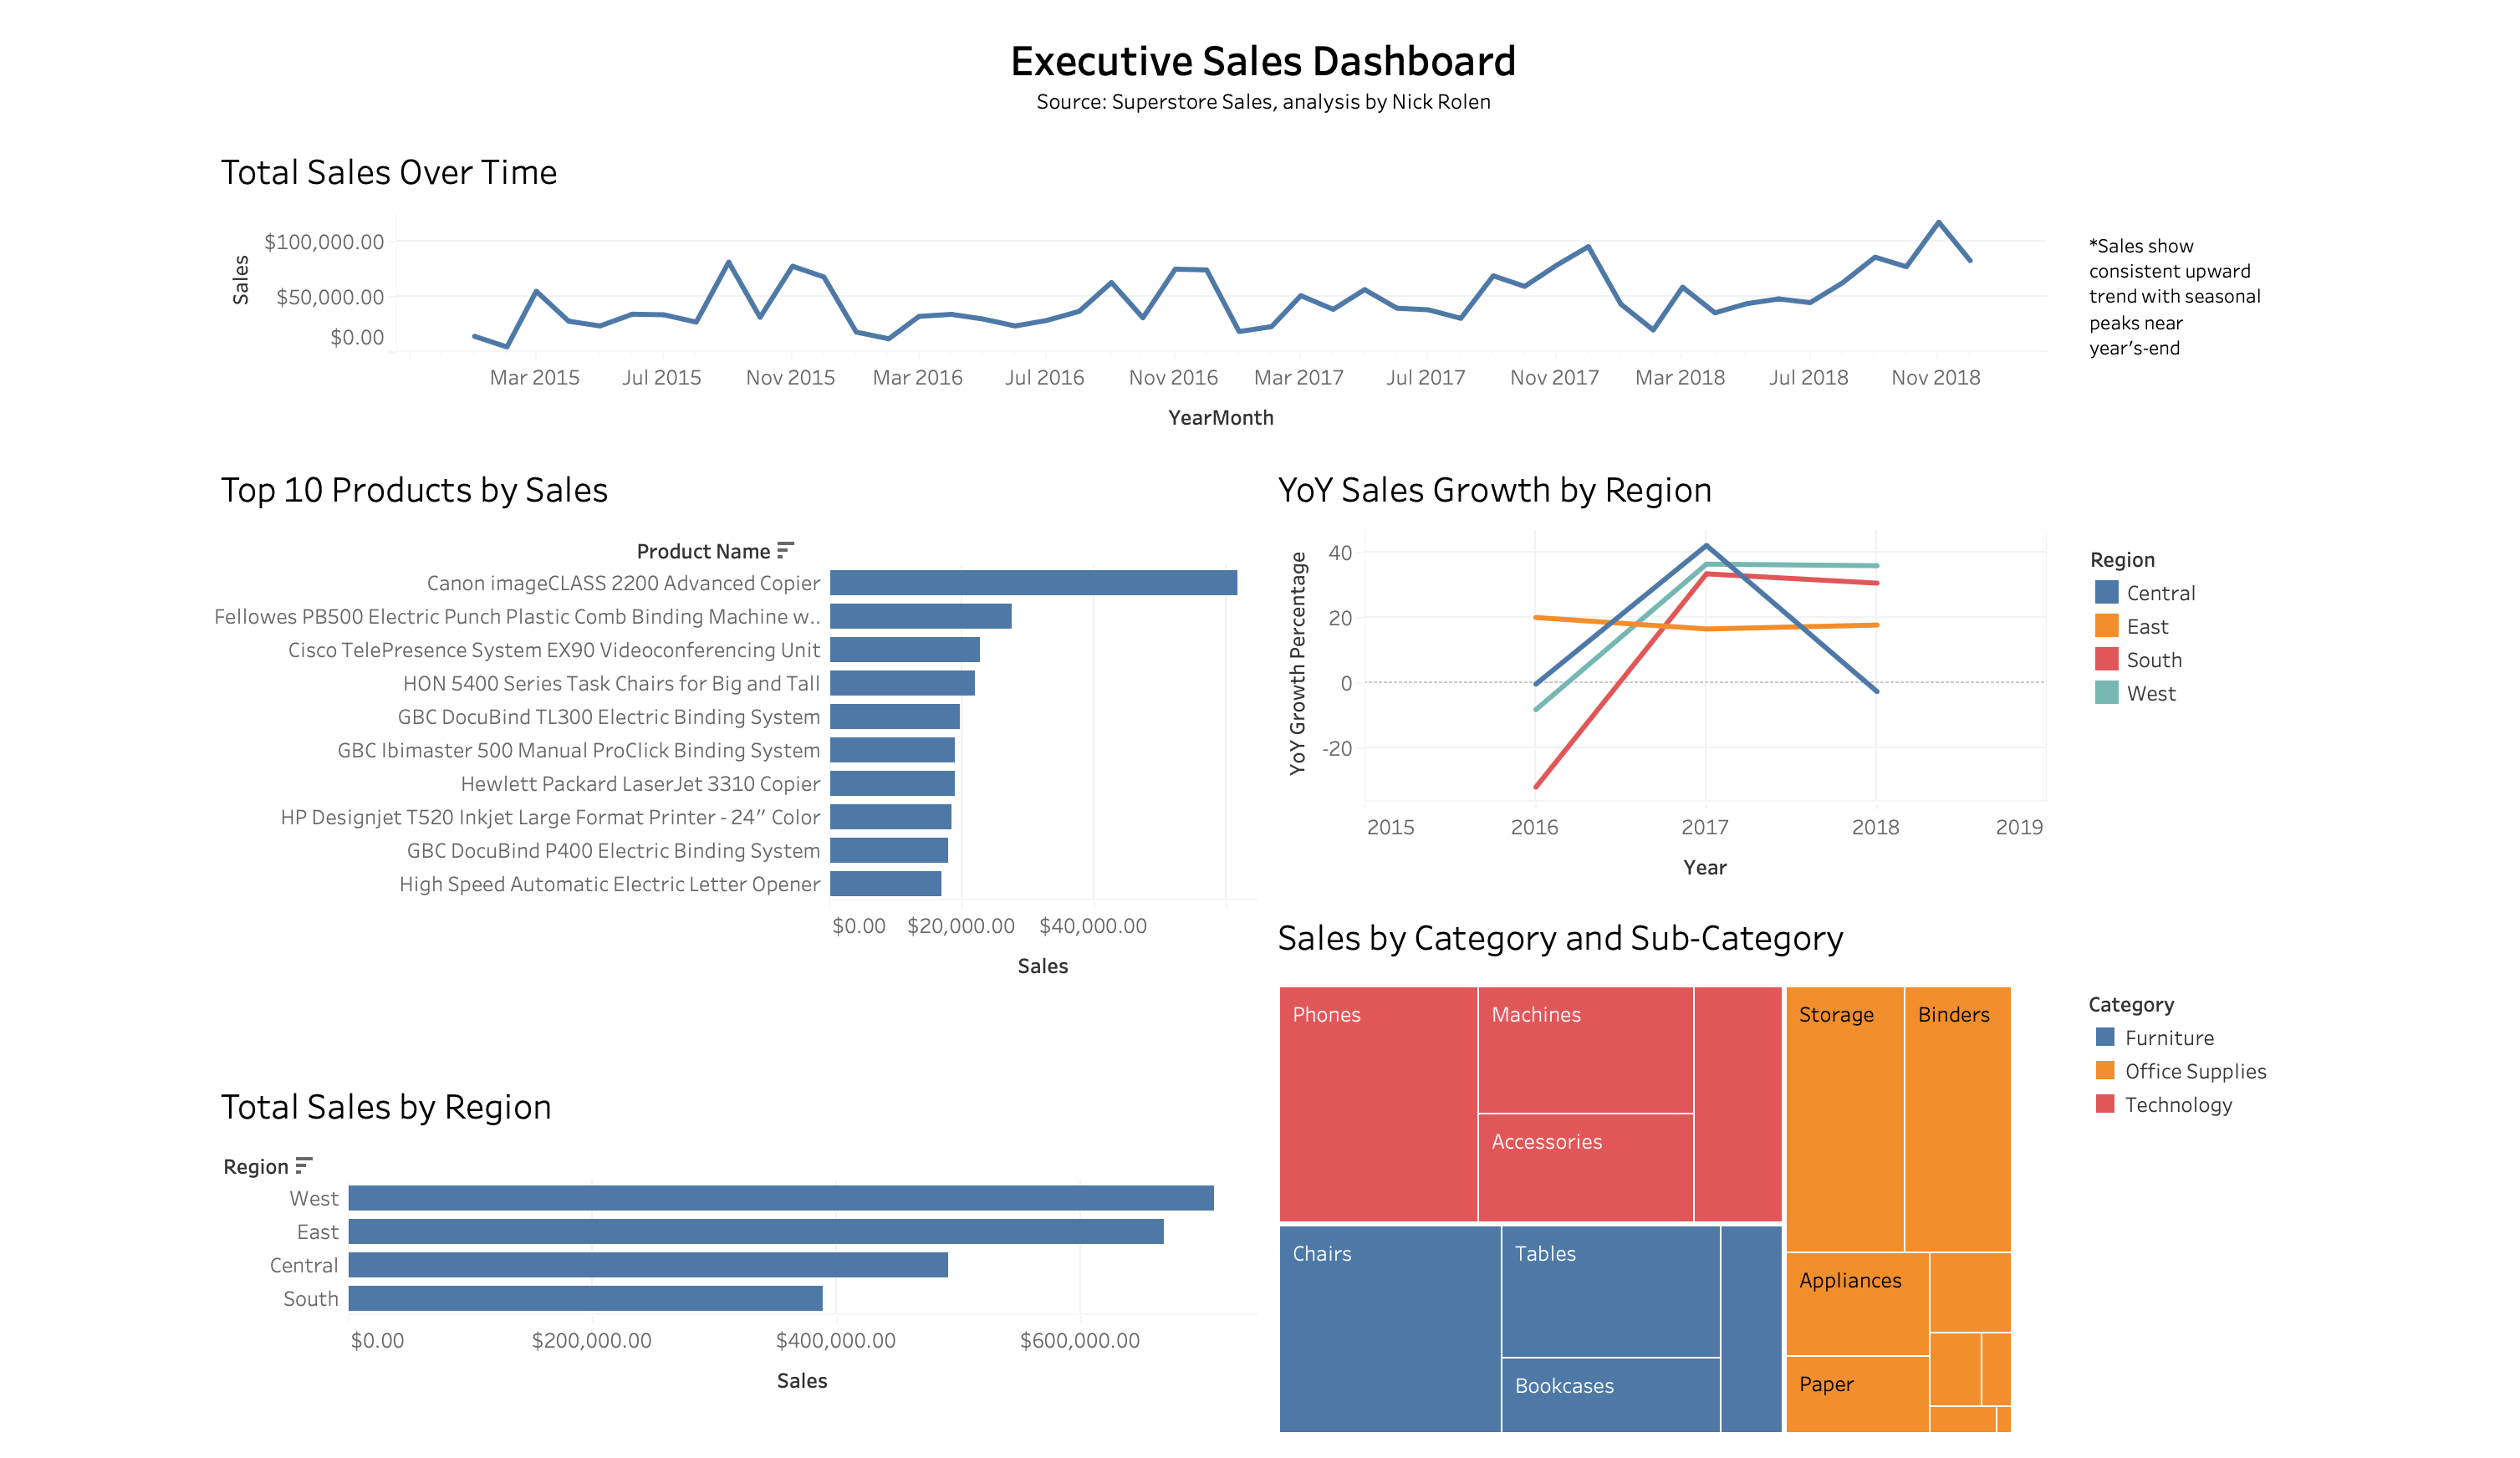 Executive Sales Dashboard
Source: Superstore Sales, analysis by Nick Rolen
Total Sales Over Time
Sales
$100,000.00
$50,000.00
$0.00
Mar 2015 Jul 2015 Nov 2015 Mar 2016 Jul 2016 Nov 2016 Mar 2017 Jul 2017 Nov 2017 Mar 2018 Jul 2018 Nov 2018
YearMonth
*Sales show
consistent upward
trend with seasonal
peaks near
year's-end
Top 10 Products by Sales
Product Name
Canon imageCLASS 2200 Advanced Copier
Fellowes PB500 Electric Punch Plastic Comb Binding Machine w..
Cisco TelePresence System EX90 Videoconferencing Unit
HON 5400 Series Task Chairs for Big and Tall
GBC DocuBind TL300 Electric Binding System
GBC Ibimaster 500 Manual ProClick Binding System
Hewlett Packard LaserJet 3310 Copier
HP Designjet T520 Inkjet Large Format Printer - 24" Color
GBC DocuBind P400 Electric Binding System
High Speed Automatic Electric Letter Opener
$0.00 $20,000.00 $40,000.00
Sales
YoY Sales Growth by Region
YoY Growth Percentage
40
20
0
-20
2015 2016 2017 2018 2019
Year
Region
Central
East
South
West
Total Sales by Region
Region
West
East
Central
South
$0.00 $200,000.00 $400,000.00 $600,000.00
Sales
Sales by Category and Sub-Category
Phones
Machines
Accessories
Storage
Binders
Chairs
Tables
Bookcases
Appliances
Paper
Category
Furniture
Office Supplies
Technology